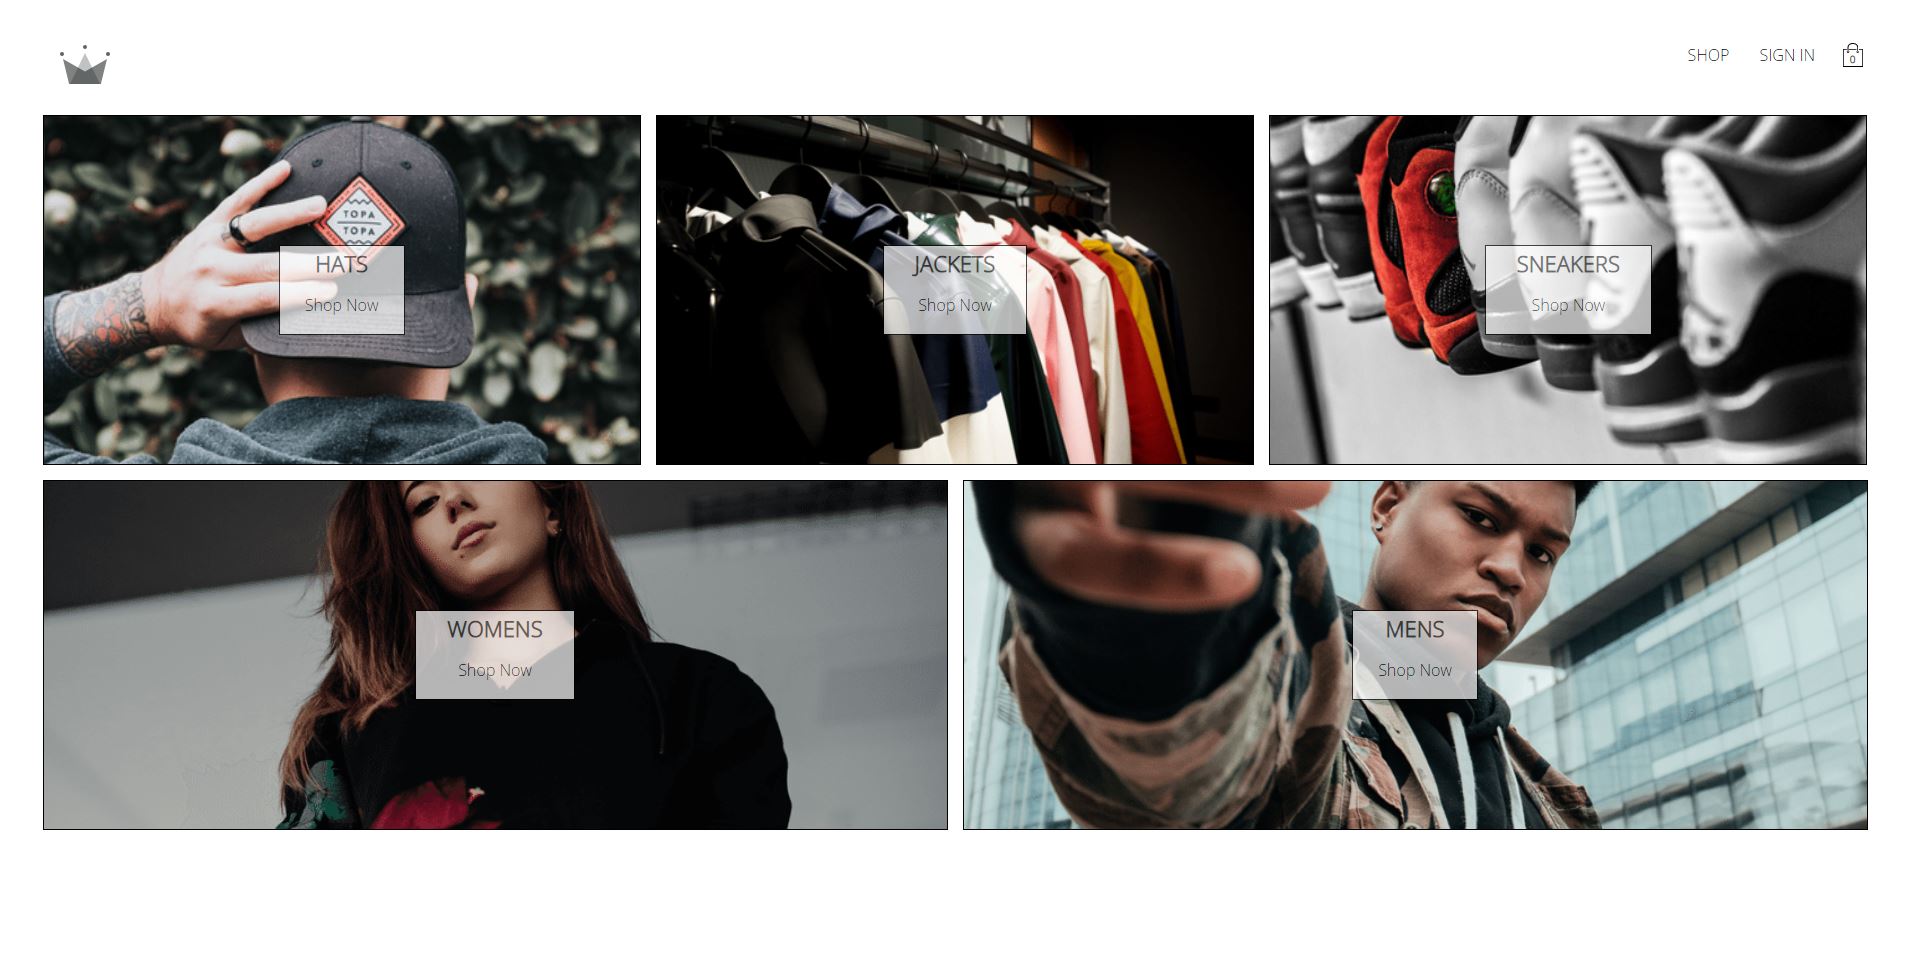 SHOP
SIGN IN
0
TOPA
TOPA
HATS
Shop Now
JACKETS
Shop Now
SNEAKERS
Shop Now
WOMENS
Shop Now
MENS
Shop Now